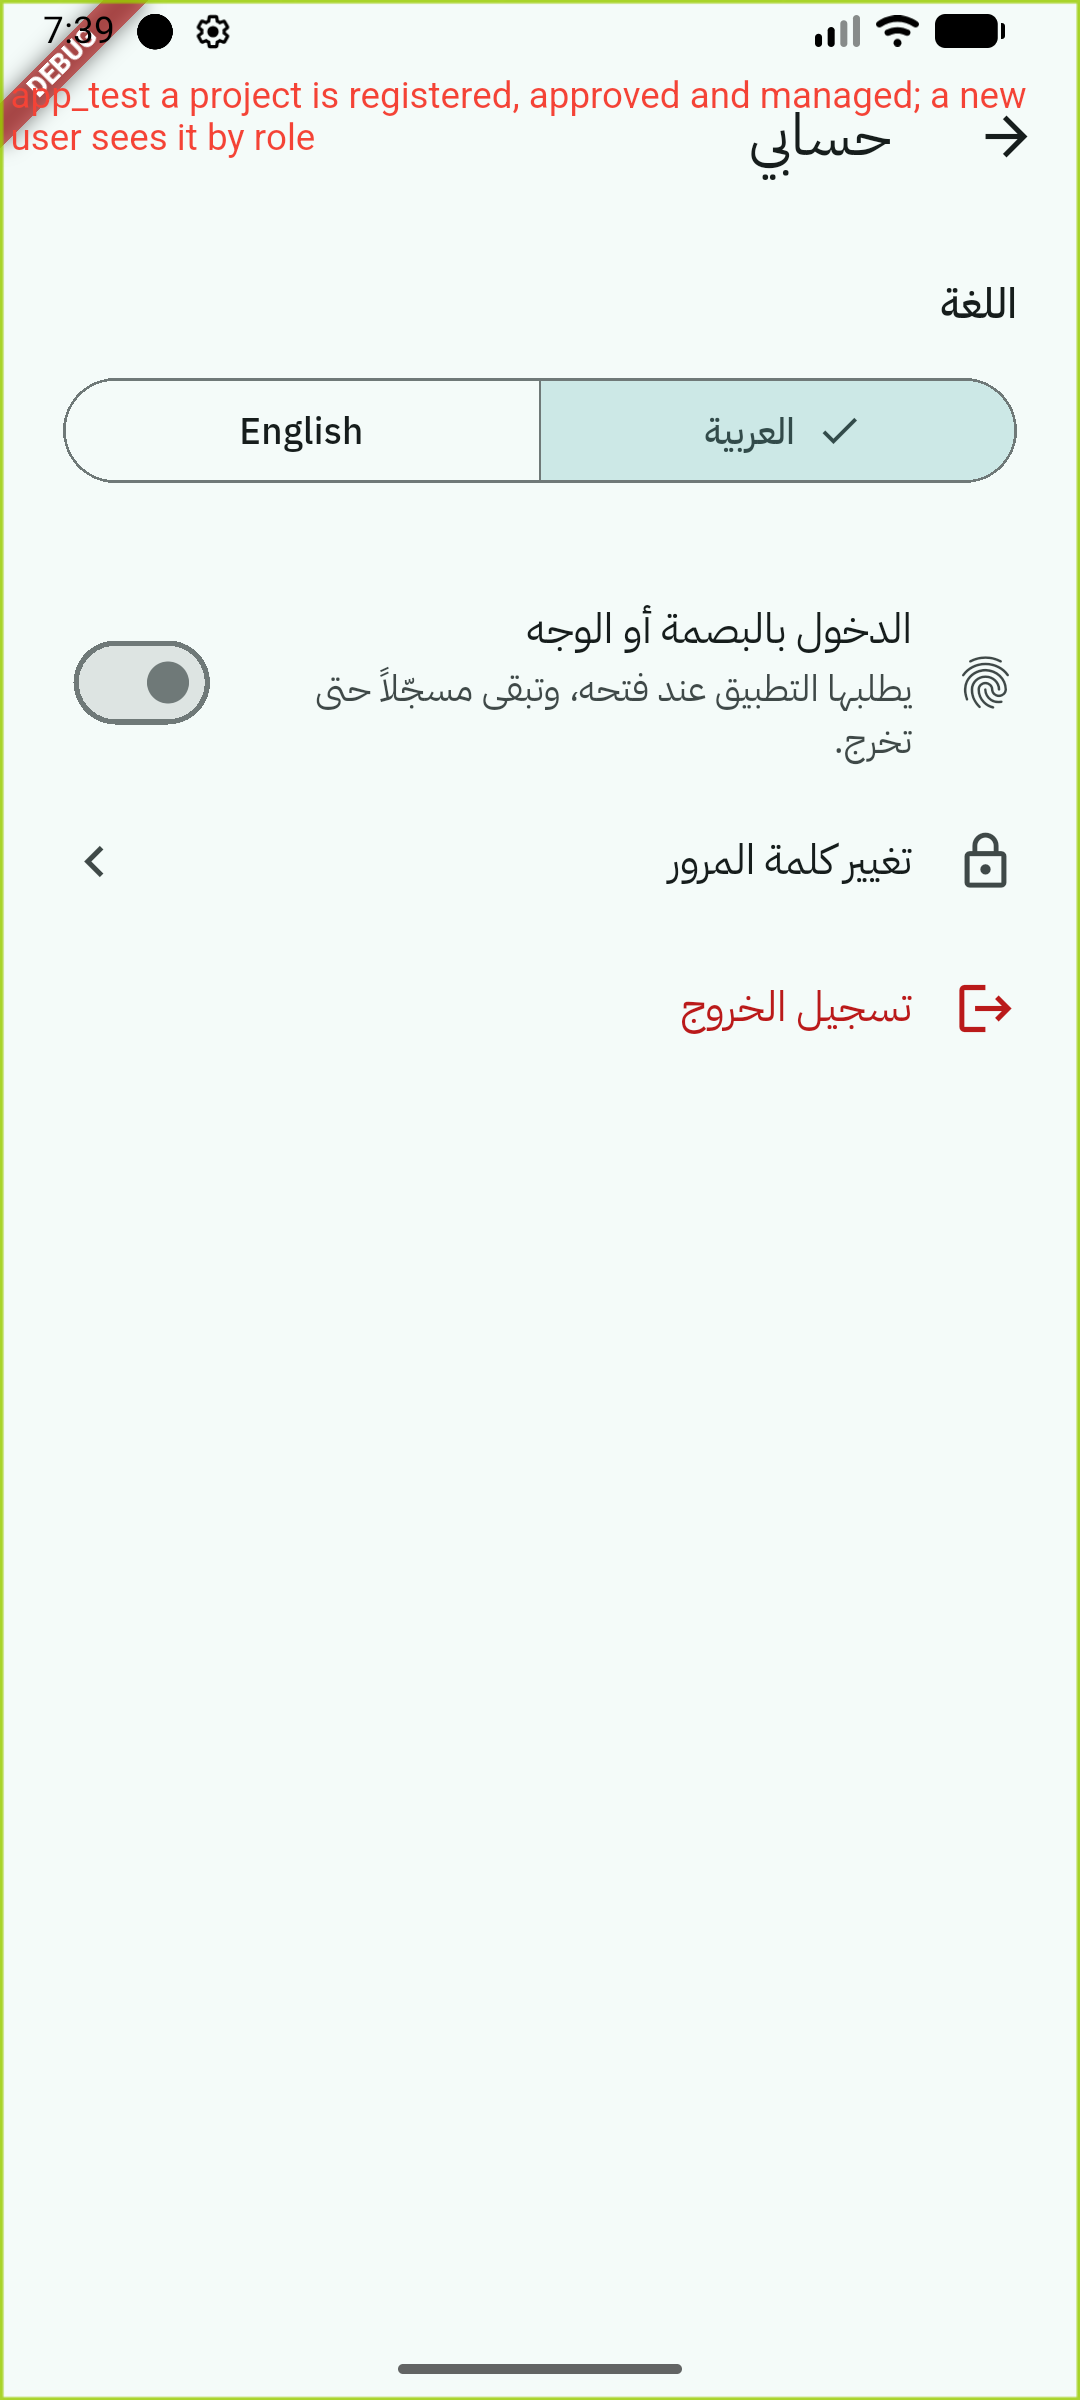 7:39
DEBUG
app_test a project is registered, approved and managed; a new
user sees it by role
حسابي
اللغة
العربية
English
الدخول بالبصمة أو الوجه
يطلبها التطبيق عند فتحه، وتبقى مسجّلاً حتى
تخرج.
تغيير كلمة المرور
تسجيل الخروج